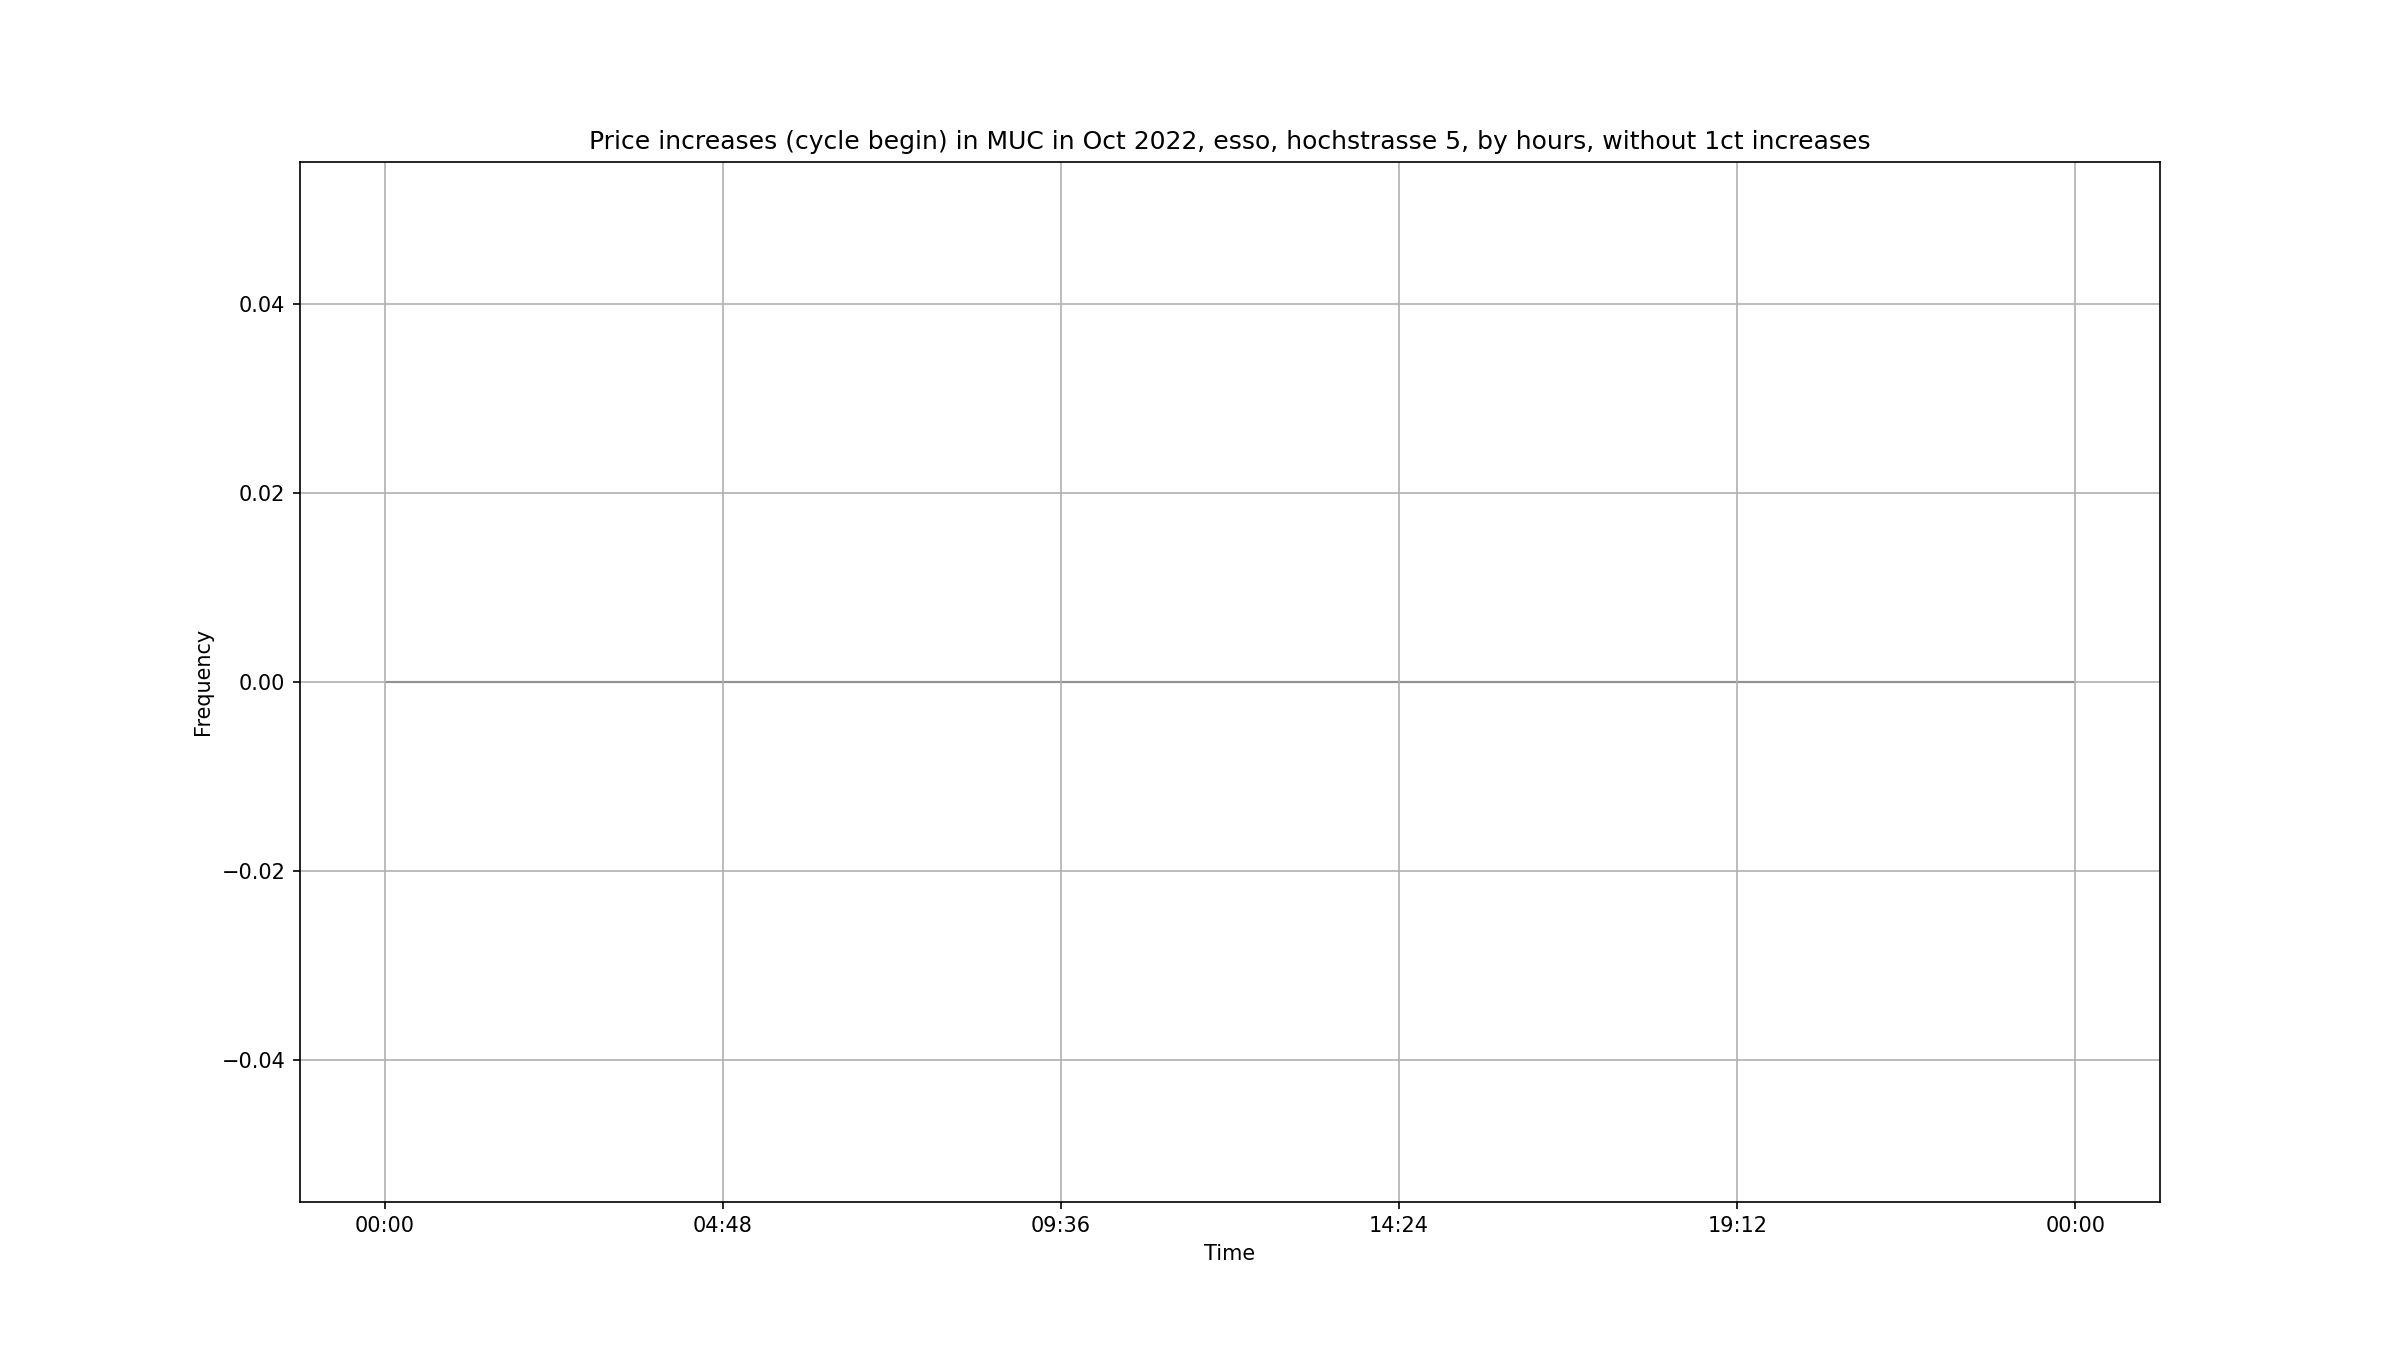 Price increases (cycle begin) in MUC in Oct 2022, esso, hochstrasse 5, by hours, without 1ct increases
0.04
0.02
0.00
−0.02
−0.04
Frequency
00:00 04:48 09:36 14:24 19:12 00:00
Time